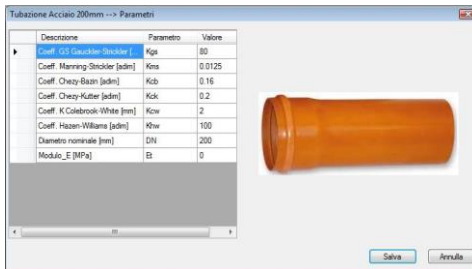 Tubazione Acciaio 200mm --> Parametri
Descrizione Parametro Valore
Coeff. GS Gauckler-Strickler [... Kgs 80
Coeff. Manning-Strickler [adim] Kms 0.0125
Coeff. Chezy-Bazin [adim] Kcb 0.16
Coeff. Chezy-Kutter [adim] Kck 0.2
Coeff. K Colebrook-White [mm] Kcw 2
Coeff. Hazen-Williams [adim] Khw 100
Diametro nominale [mm] DN 200
Modulo_E [MPa] Et 0
Salva Annulla